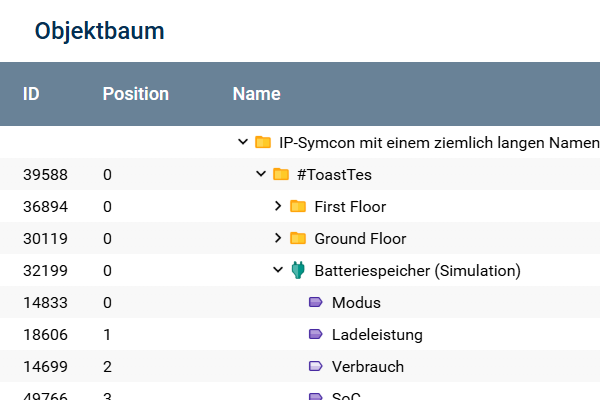 Objektbaum
ID Position Name
IP-Symcon mit einem ziemlich langen Namen
39588 0 #ToastTes
36894 0 First Floor
30119 0 Ground Floor
32199 0 Batteriespeicher (Simulation)
14833 0 Modus
18606 1 Ladeleistung
14699 2 Verbrauch
49766 3 SoC